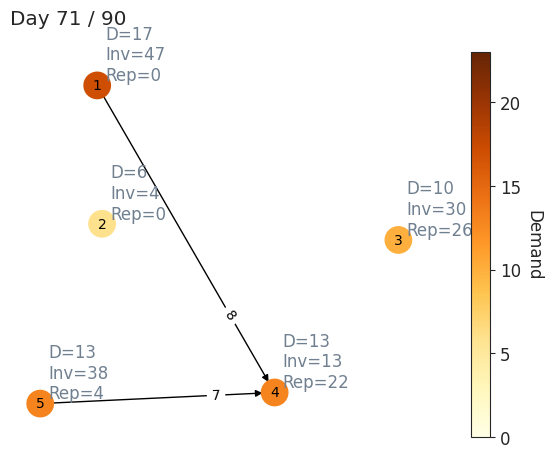 Day 71 / 90
D=17
Inv=47
Rep=0
1
D=6
Inv=4
Rep=0
2
D=10
Inv=30
Rep=26
3
8
D=13
Inv=13
Rep=22
4
D=13
Inv=38
Rep=4
5
7
20
15
10
5
0
Demand